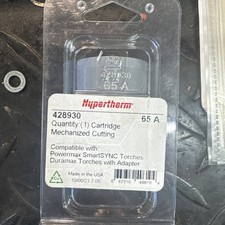 428930
65 A
Hypertherm
428930 65 A
Quantity (1) Cartridge
Mechanized Cutting
Compatible with:
Powermax SmartSYNC Torches
Duramax Torches with Adapter
Made in the USA